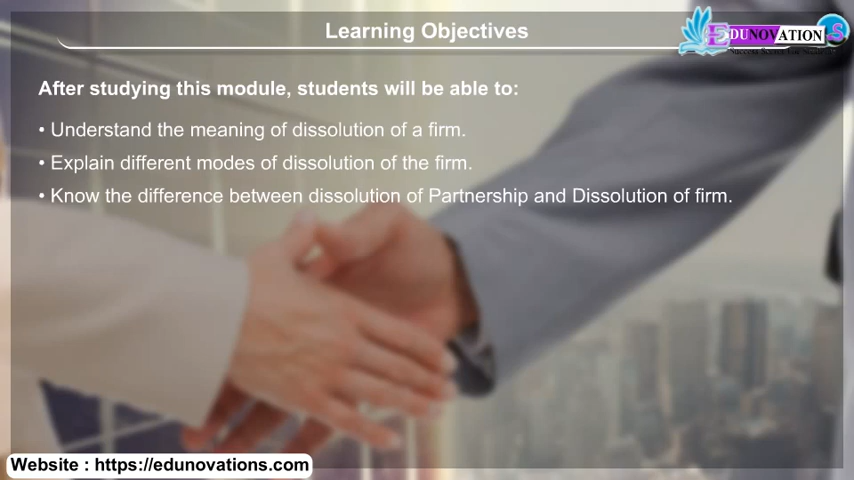 Learning Objectives
EDUNOVATION S
After studying this module, students will be able to:
• Understand the meaning of dissolution of a firm.
• Explain different modes of dissolution of the firm.
• Know the difference between dissolution of Partnership and Dissolution of firm.
Website : https://edunovations.com